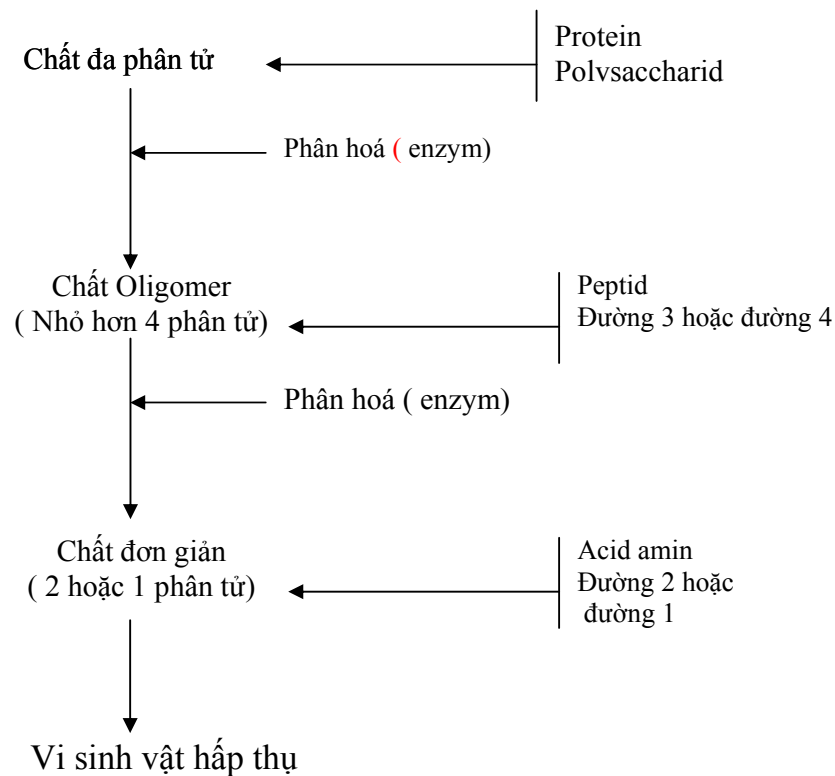 Chất đa phân tử
Protein
Polvsaccharid
Phân hoá ( enzym)
Chất Oligomer
( Nhỏ hơn 4 phân tử)
Peptid
Đường 3 hoặc đường 4
Phân hoá ( enzym)
Chất đơn giản
( 2 hoặc 1 phân tử)
Acid amin
Đường 2 hoặc
đường 1
Vi sinh vật hấp thụ